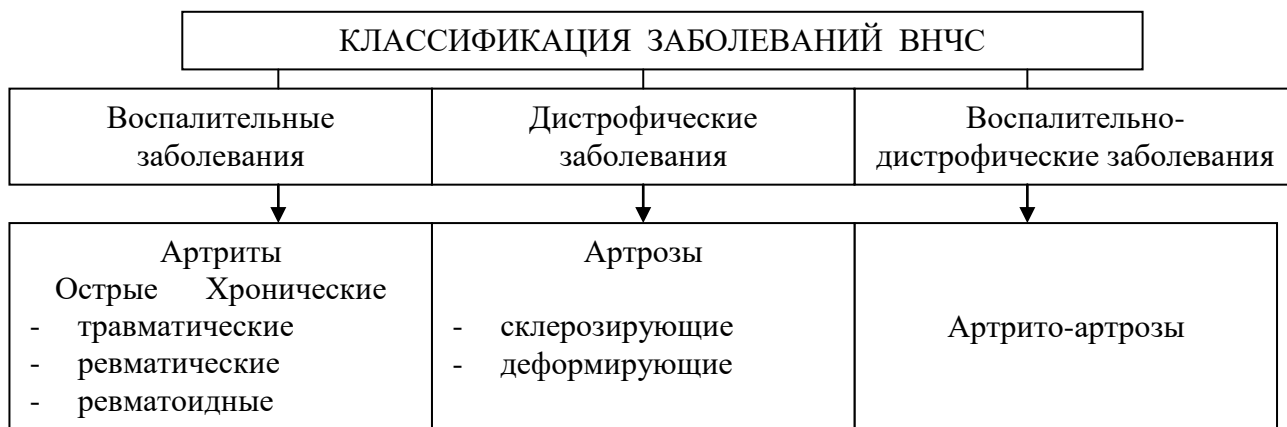 КЛАССИФИКАЦИЯ ЗАБОЛЕВАНИЙ ВНЧС
Воспалительные
заболевания
Дистрофические
заболевания
Воспалительно-
дистрофические заболевания
Артриты
Острые Хронические
- травматические
- ревматические
- ревматоидные
Артрозы
- склерозирующие
- деформирующие
Артрито-артрозы